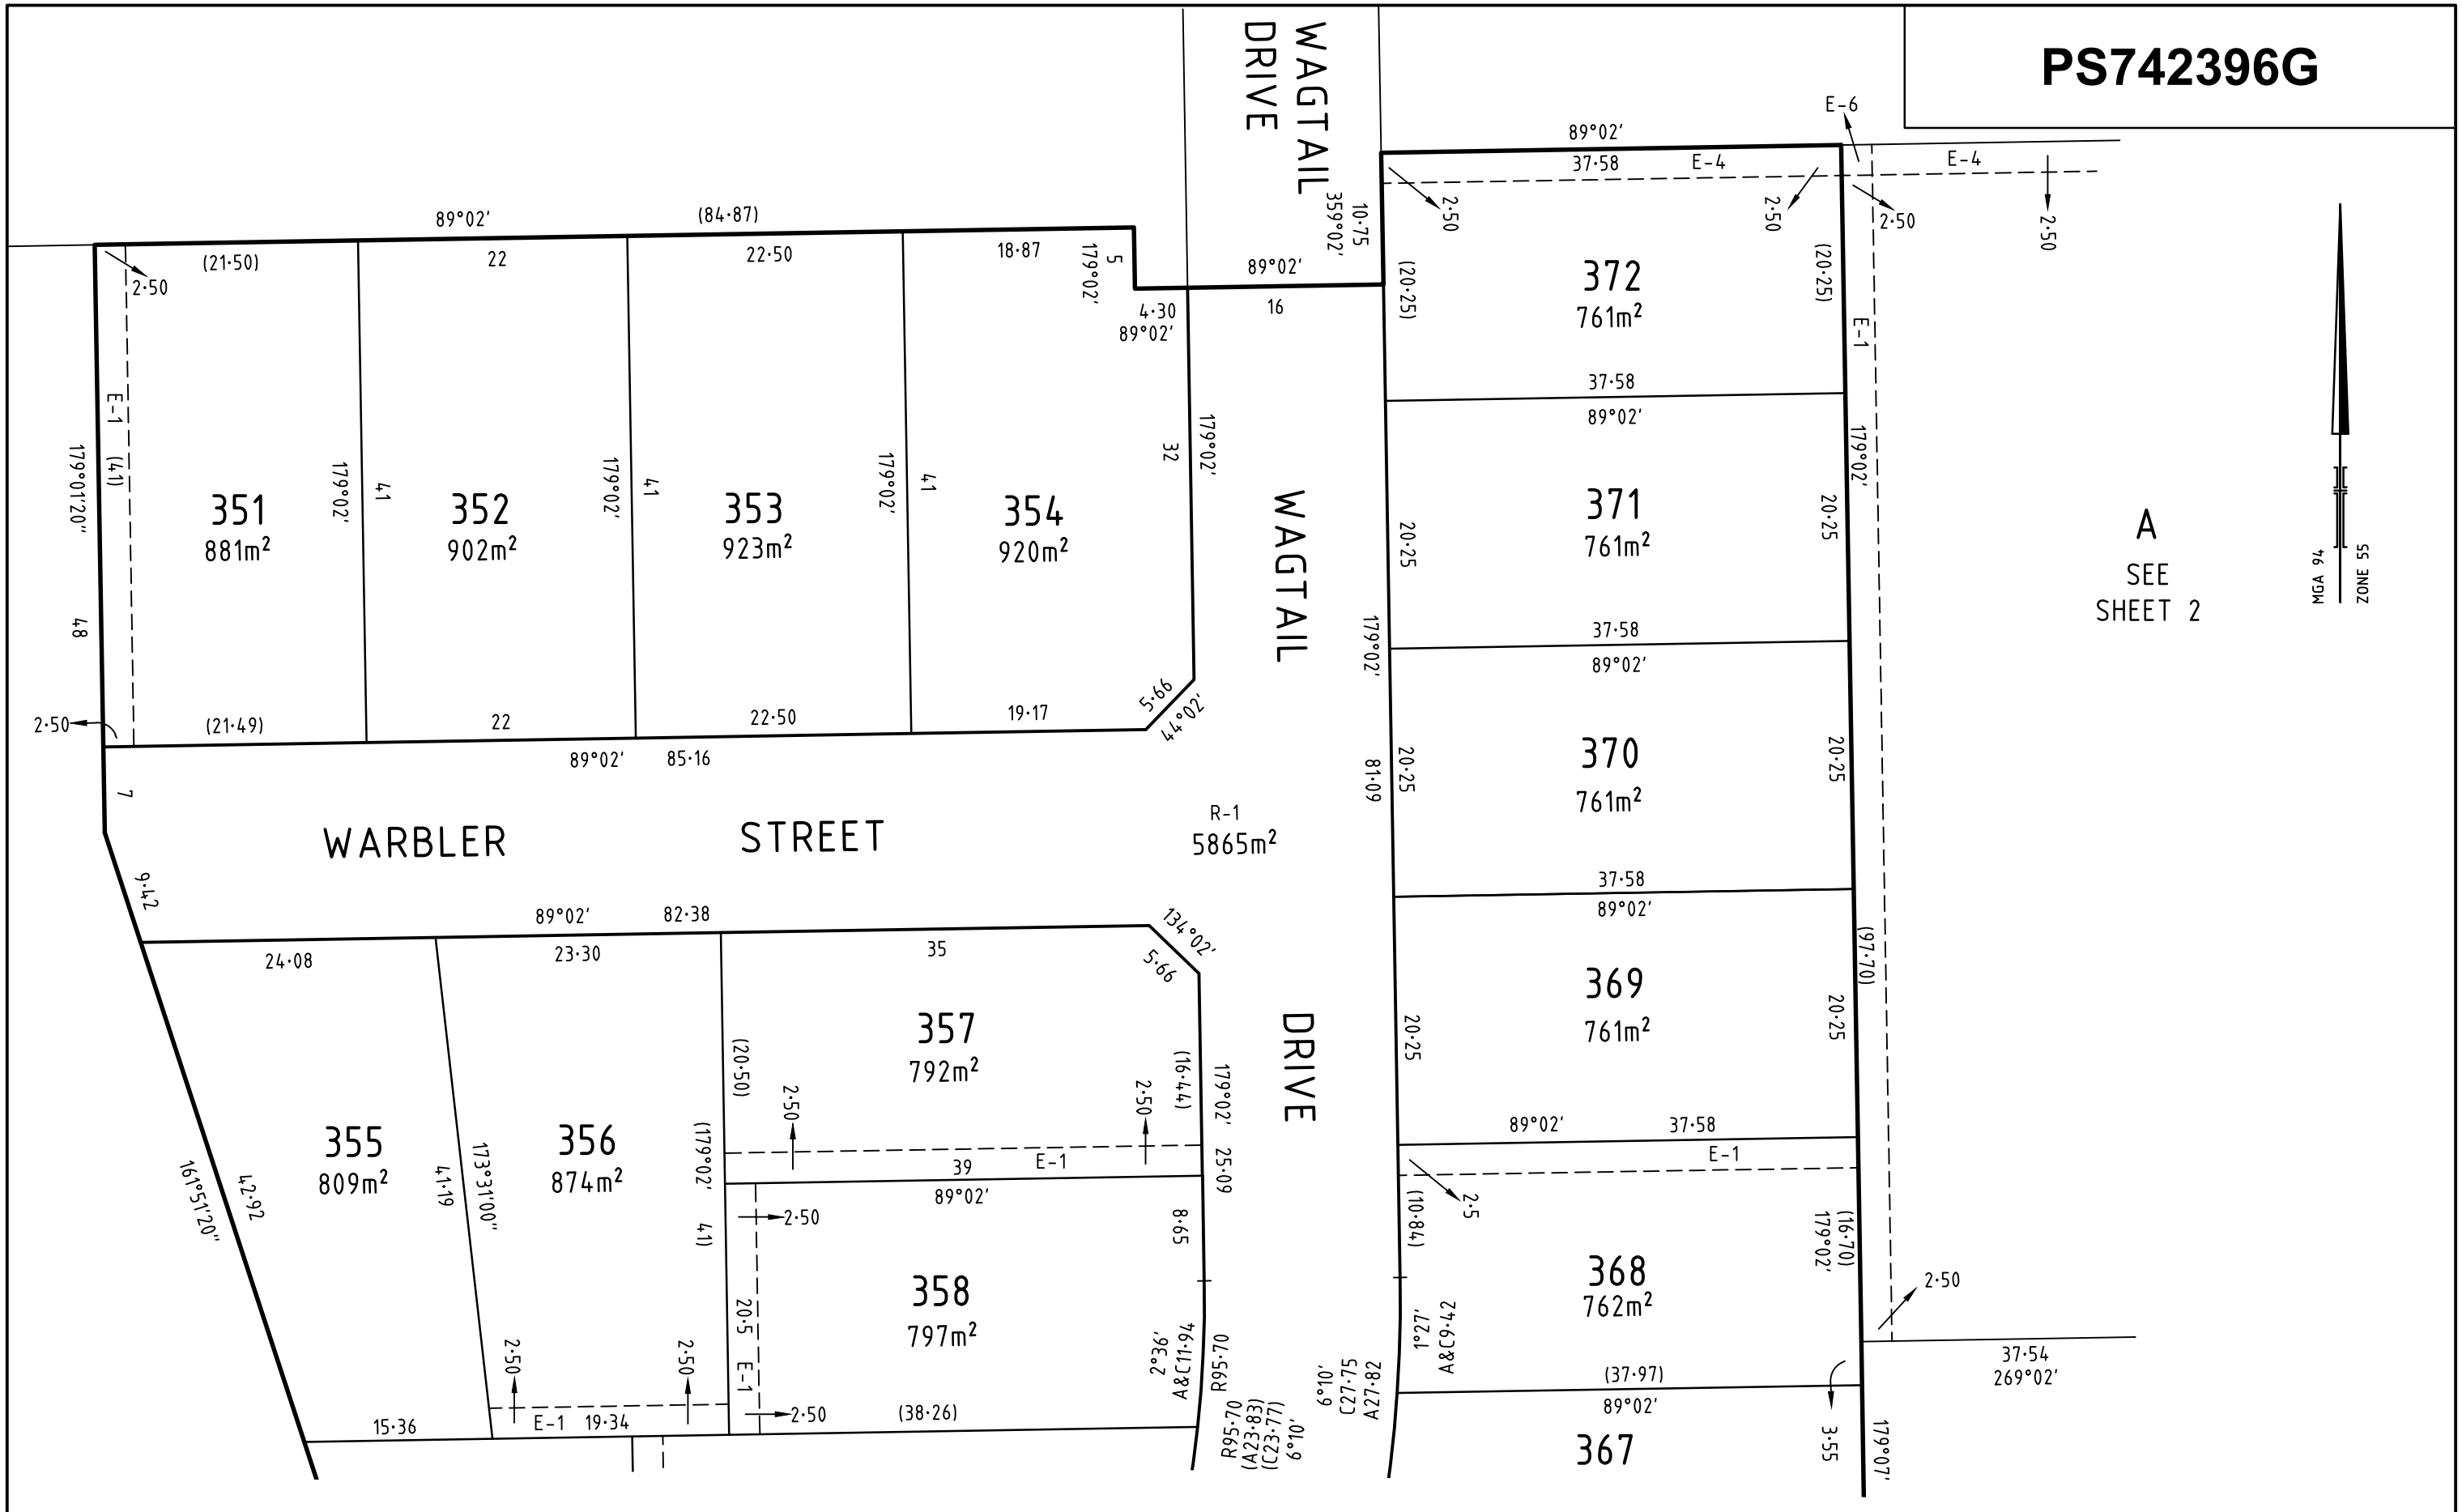 PS742396G
WAGTAIL
DRIVE
10·75
359°02'
E-6
89°02'
37·58
E-4
E-4
2·50
2·50
2·50
2·50
89°02'
(84·87)
(21·50)
22
22·50
18·87
5
179°02'
2·50
4·30
89°02'
89°02'
16
(20·25)
372
761m²
(20·25)
E-1
37·58
89°02'
E-1
(41)
179°01'20"
48
351
881m²
179°02'
41
352
902m²
179°02'
41
353
923m²
179°02'
41
354
920m²
32
179°02'
WAGTAIL
20·25
371
761m²
20·25
179°02'
A
SEE
SHEET 2
MGA 94
ZONE 55
37·58
89°02'
179°02'
81·09
5·66
44°02'
2·50
(21·49)
22
22·50
19·17
89°02'
85·16
20·25
370
761m²
20·25
7
WARBLER
STREET
R-1
5865m²
37·58
89°02'
9·42
89°02'
82·38
24·08
23·30
35
134°02'
5·66
(97·70)
20·25
369
761m²
20·25
DRIVE
357
792m²
(20·50)
2·50
2·50
(16·44)
179°02'
25·09
89°02'
37·58
E-1
39
E-1
89°02'
355
809m²
161°51'20"
42·92
41·19
173°31'00"
356
874m²
(179°02'
41)
2·50
8·65
(10·84)
2·5
(16·70)
179°02'
358
797m²
20·5
E-1
368
762m²
2·50
2°36'
A&C11·94
R95·70
6°10'
C27·75
A27·82
1°27'
A&C9·42
37·54
269°02'
2·50
2·50
E-1
19·34
15·36
2·50
(38·26)
R95·70
(A23·83)
(C23·77)
6°10'
(37·97)
89°02'
367
3·55
179°07'